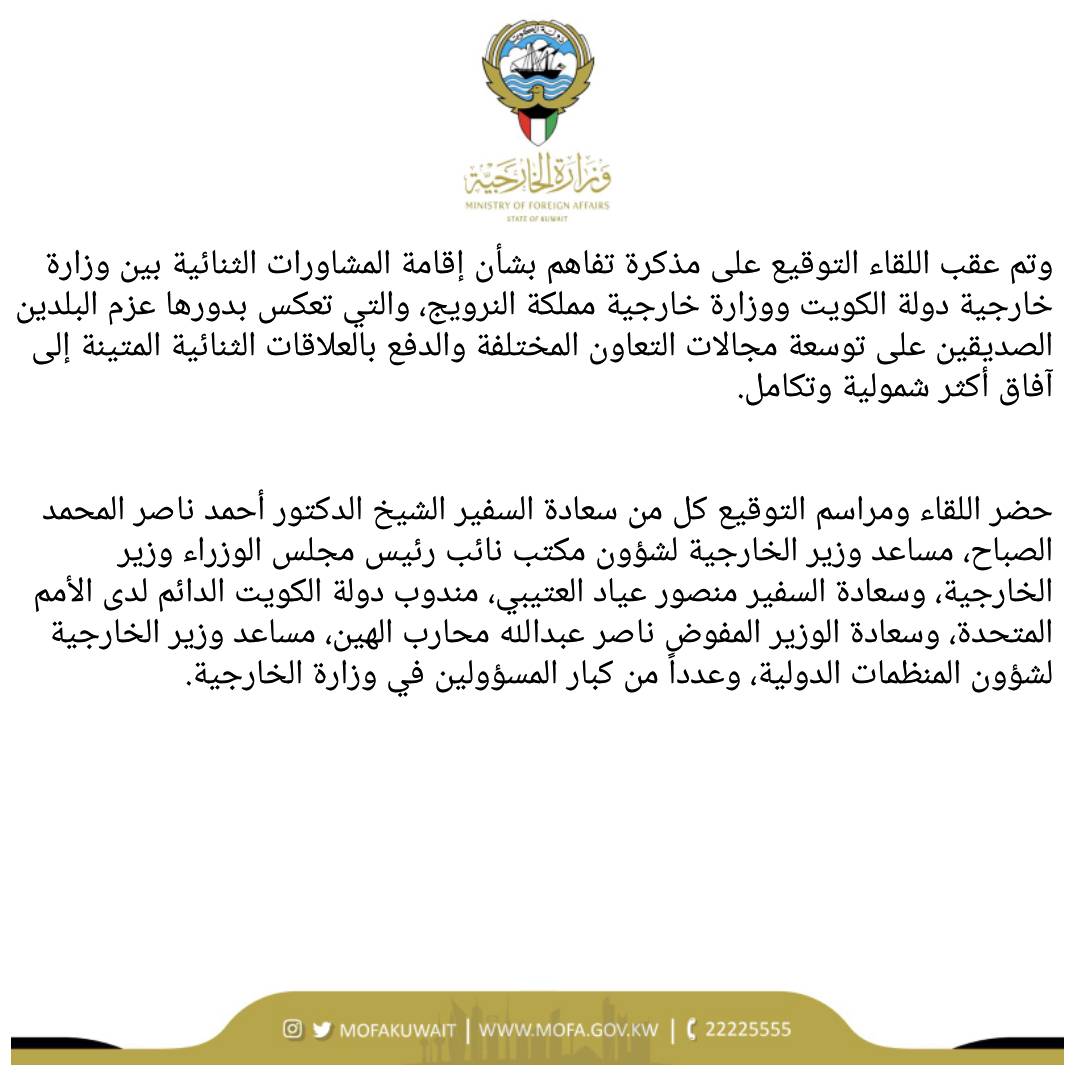 دولة الكويت
وزارة الخارجية
MINISTRY OF FOREIGN AFFAIRS
STATE OF KUWAIT
وتم عقب اللقاء التوقيع على مذكرة تفاهم بشأن إقامة المشاورات الثنائية بين وزارة
خارجية دولة الكويت ووزارة خارجية مملكة النرويج، والتي تعكس بدورها عزم البلدين
الصديقين على توسعة مجالات التعاون المختلفة والدفع بالعلاقات الثنائية المتينة إلى
آفاق أكثر شمولية وتكامل.
حضر اللقاء ومراسم التوقيع كل من سعادة السفير الشيخ الدكتور أحمد ناصر المحمد
الصباح، مساعد وزير الخارجية لشؤون مكتب نائب رئيس مجلس الوزراء وزير
الخارجية، وسعادة السفير منصور عياد العتيبي، مندوب دولة الكويت الدائم لدى الأمم
المتحدة، وسعادة الوزير المفوض ناصر عبدالله محارب الهين، مساعد وزير الخارجية
لشؤون المنظمات الدولية، وعدداً من كبار المسؤولين في وزارة الخارجية.
MOFAKUWAIT | WWW.MOFA.GOV.KW | 22225555